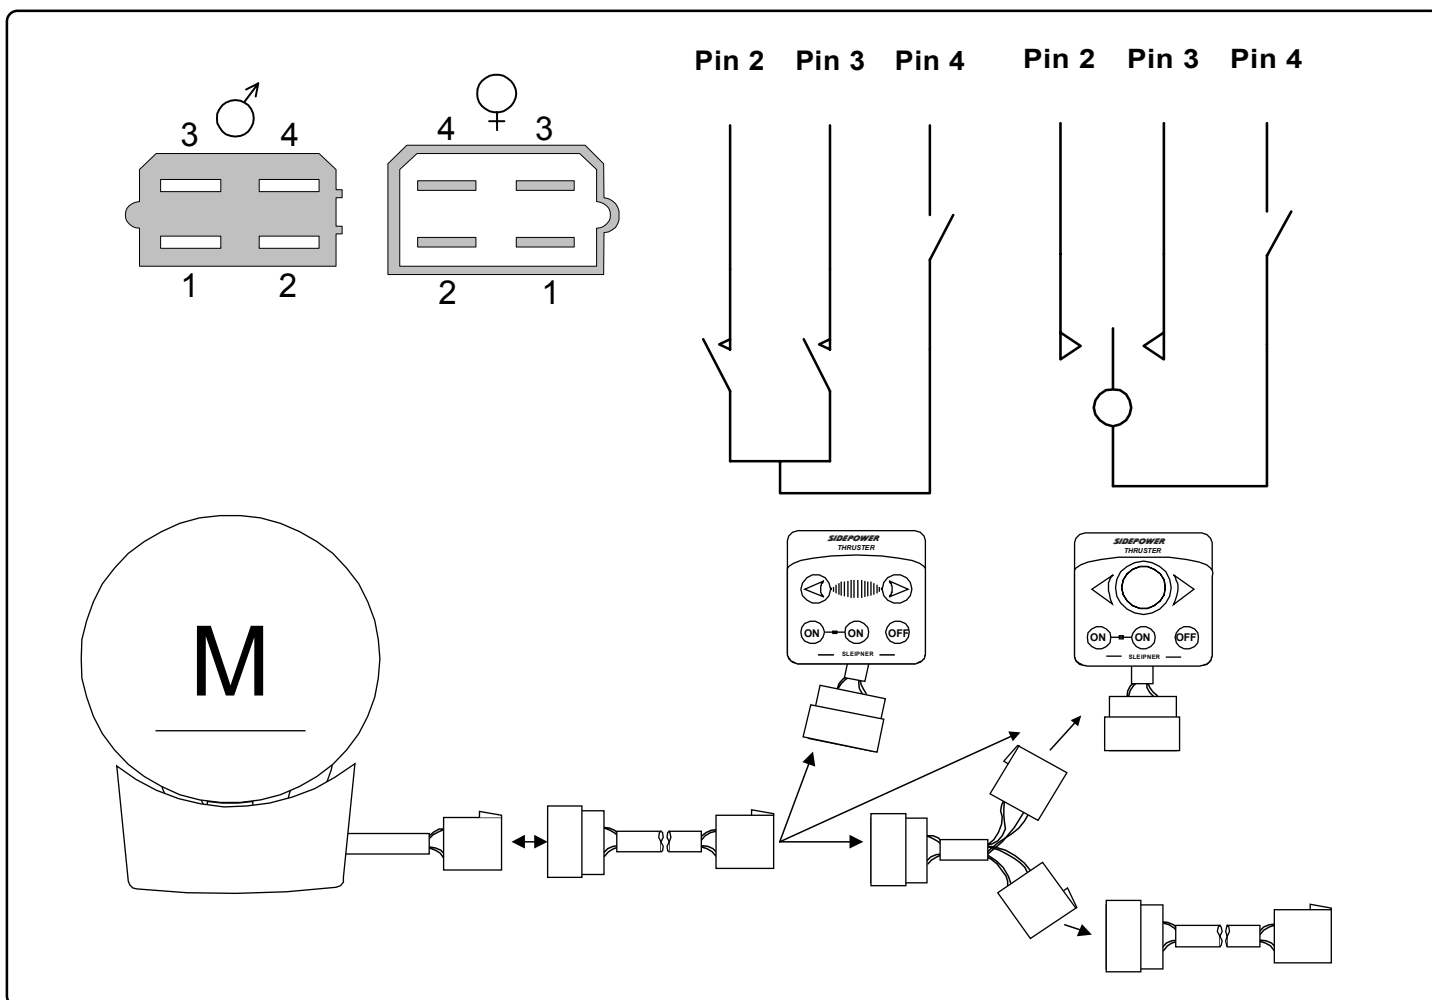 Pin 2 Pin 3 Pin 4 Pin 2 Pin 3 Pin 4
3 4
1 2
4 3
2 1
M
SIDEPOWER
THRUSTER
ON ON OFF
SLEIPNER
SIDEPOWER
THRUSTER
ON ON OFF
SLEIPNER